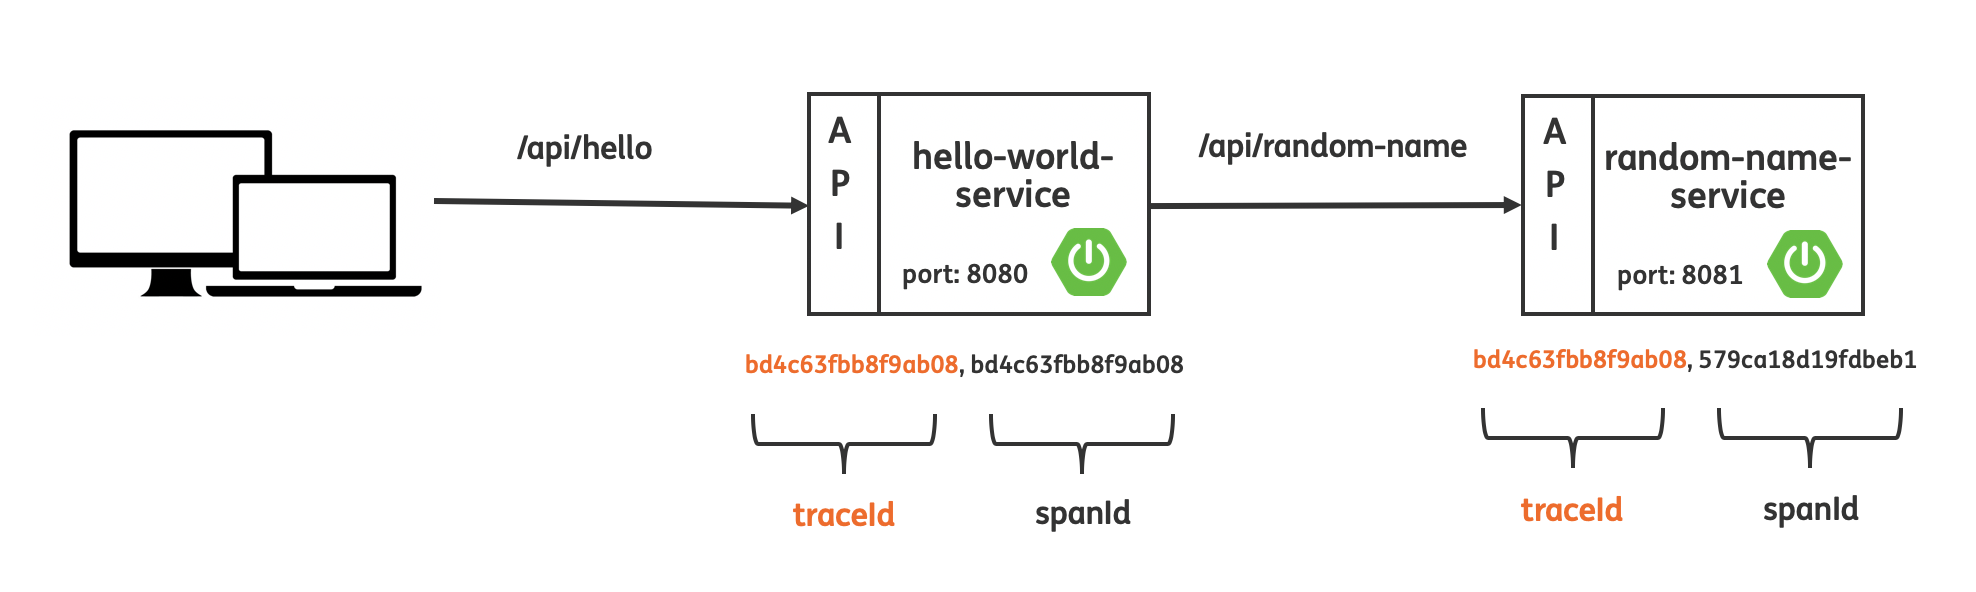 /api/hello
A
P
I
hello-world-
service
port: 8080
/api/random-name
A
P
I
random-name-
service
port: 8081
bd4c63fbb8f9ab08, bd4c63fbb8f9ab08
bd4c63fbb8f9ab08, 579ca18d19fdbeb1
traceId
spanId
traceId
spanId